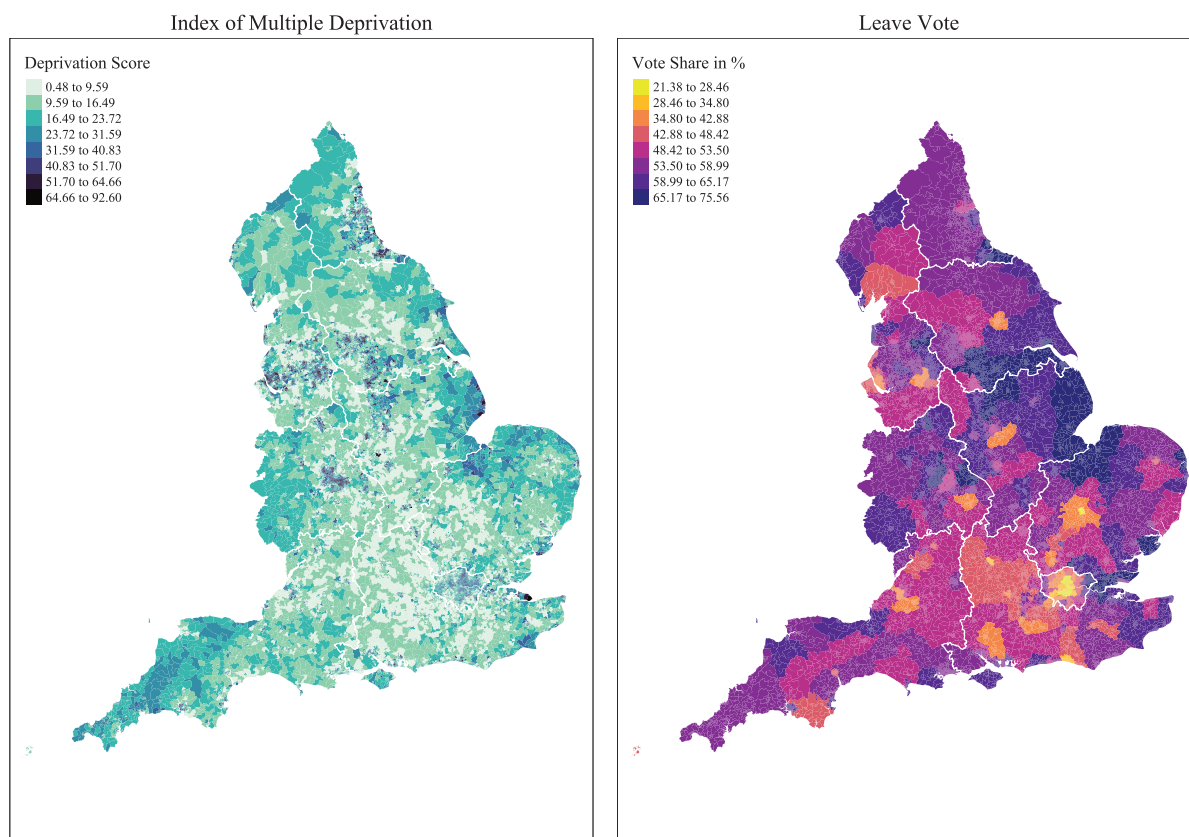 Index of Multiple Deprivation
Deprivation Score
0.48 to 9.59
9.59 to 16.49
16.49 to 23.72
23.72 to 31.59
31.59 to 40.83
40.83 to 51.70
51.70 to 64.66
64.66 to 92.60
Leave Vote
Vote Share in %
21.38 to 28.46
28.46 to 34.80
34.80 to 42.88
42.88 to 48.42
48.42 to 53.50
53.50 to 58.99
58.99 to 65.17
65.17 to 75.56